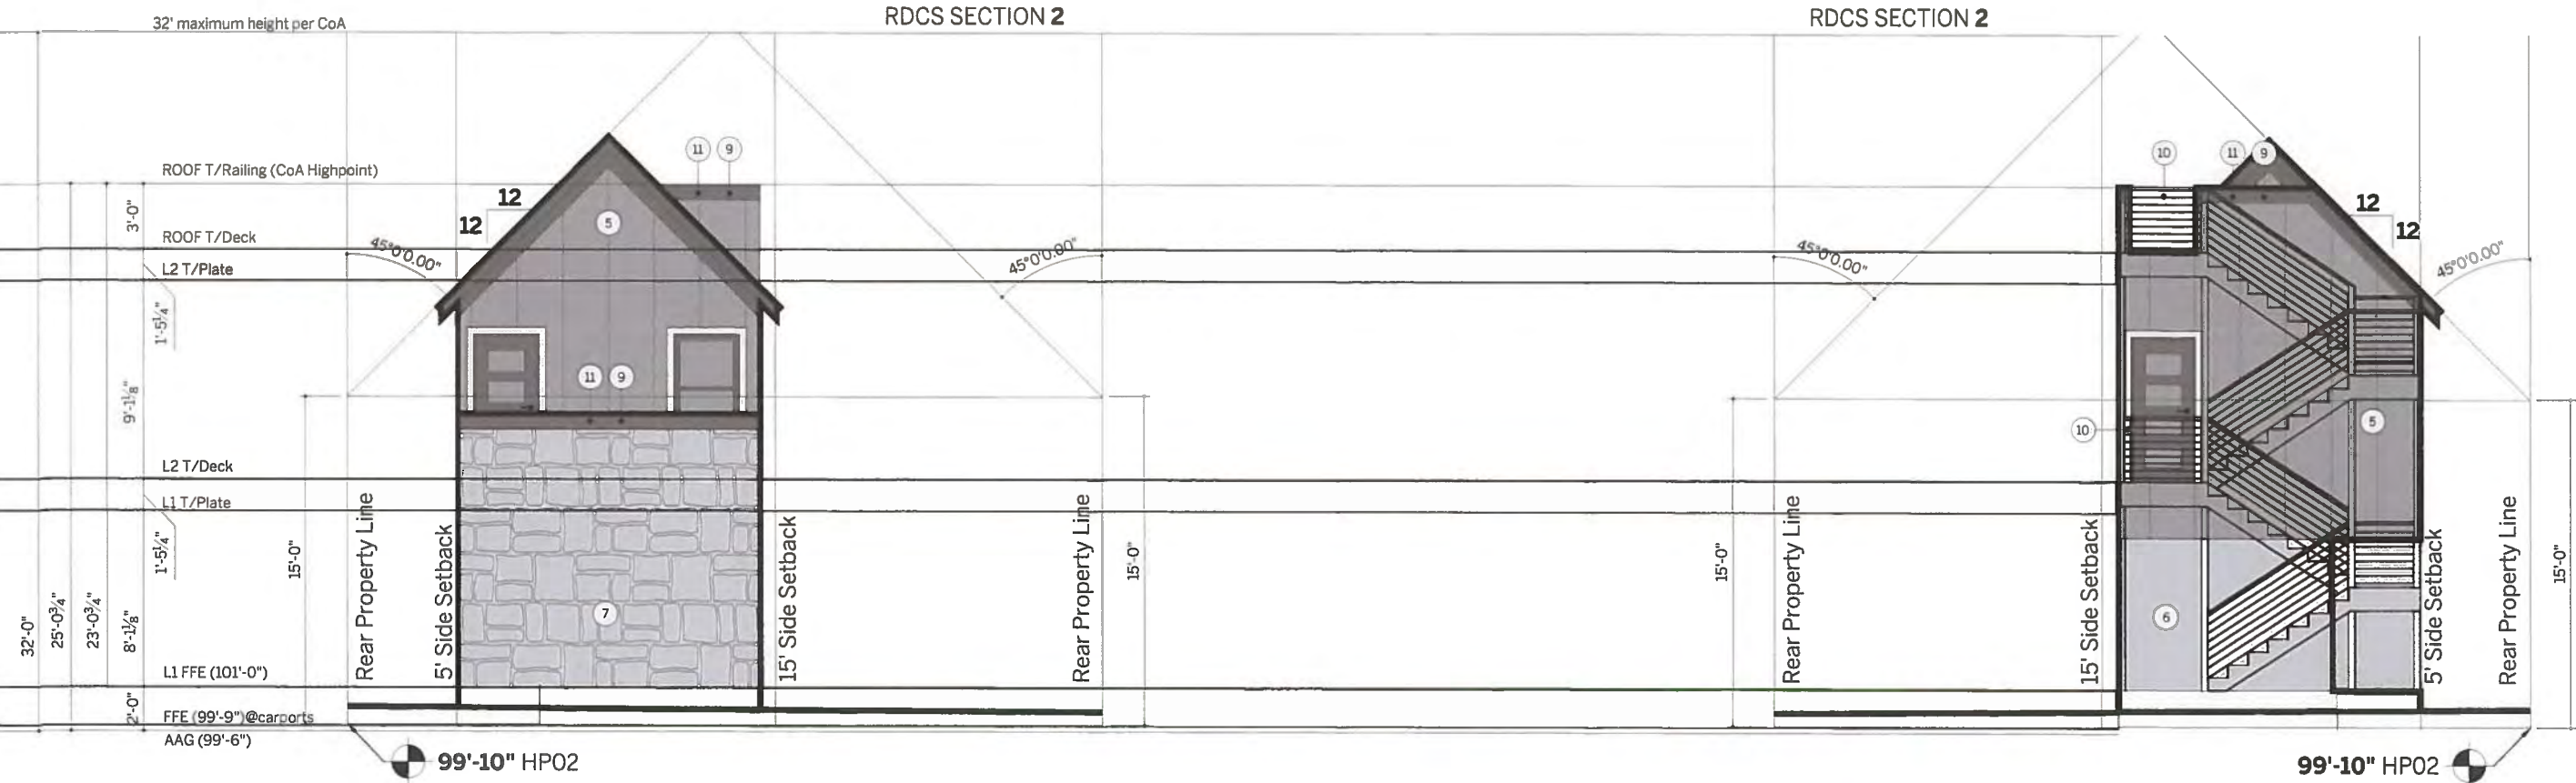 RDCS SECTION 2
RDCS SECTION 2
32' maximum height per CoA
11
9
10
11
9
ROOF T/Railing (CoA Highpoint)
12
12
5
12
12
3'-0"
ROOF T/Deck
45°0'0.00"
45°0'0.00"
45°0'0.00"
45°0'0.00"
L2 T/Plate
1'-5¼"
9'-1⅛"
11
9
10
5
L2 T/Deck
L1 T/Plate
1'-5¼"
15'-0"
Rear Property Line
5' Side Setback
15' Side Setback
Rear Property Line
15'-0"
15'-0"
Rear Property Line
15' Side Setback
5' Side Setback
Rear Property Line
15'-0"
32'-0"
25'-0¾"
23'-0¾"
8'-1⅛"
7
6
L1 FFE (101'-0")
2'-0"
FFE (99'-9")@carports
AAG (99'-6")
99'-10" HP02
99'-10" HP02